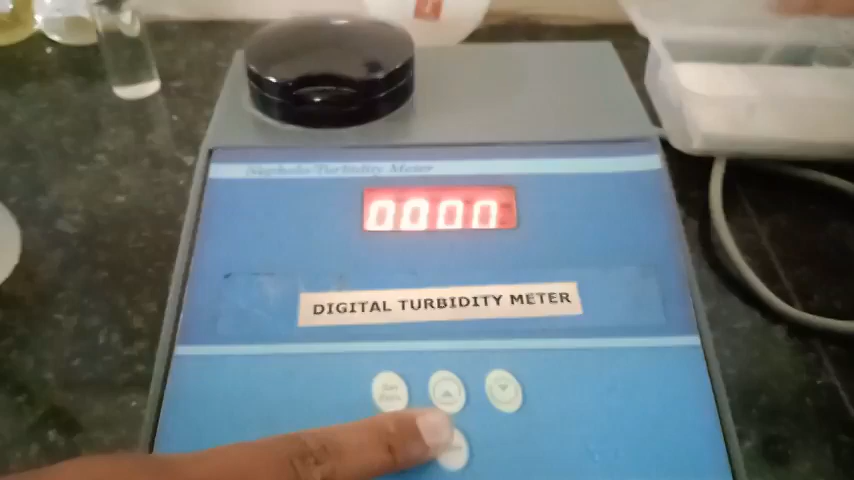 Nephelo-Turbidity Meter
0000
DIGITAL TURBIDITY METER